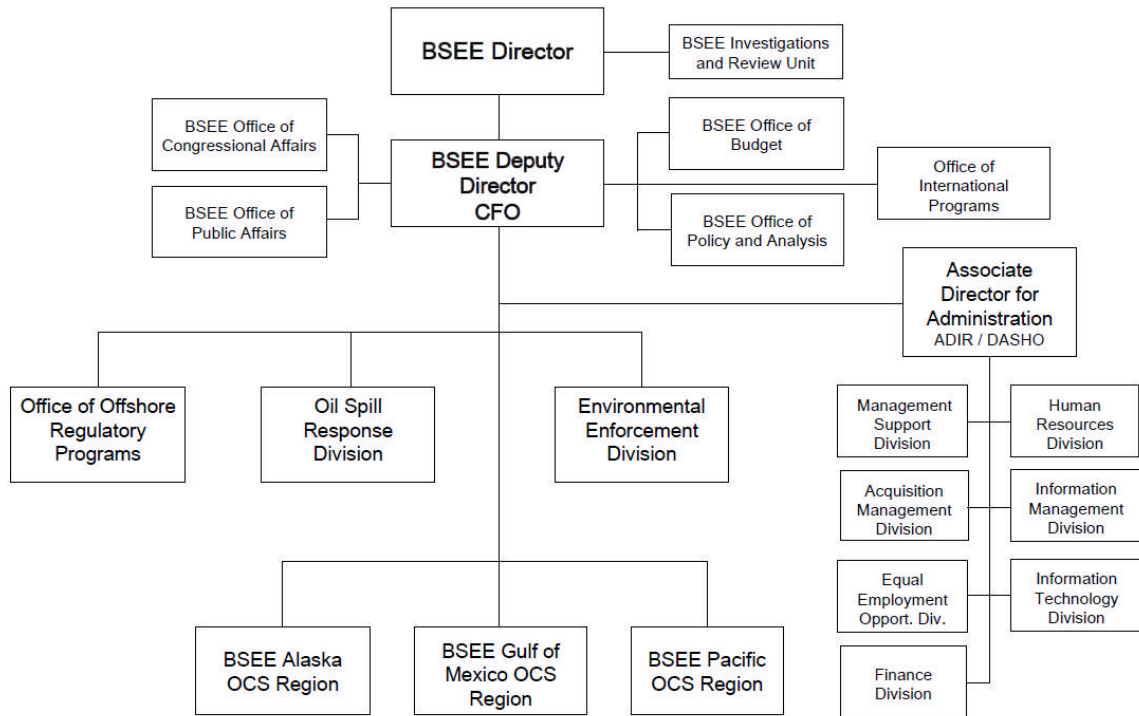 BSEE Director
BSEE Investigations
and Review Unit
BSEE Office of
Congressional Affairs
BSEE Deputy
Director
CFO
BSEE Office of
Budget
Office of
International
Programs
BSEE Office of
Public Affairs
BSEE Office of
Policy and Analysis
Associate
Director for
Administration
ADIR / DASHO
Office of Offshore
Regulatory
Programs
Oil Spill
Response
Division
Environmental
Enforcement
Division
Management
Support
Division
Human
Resources
Division
Acquisition
Management
Division
Information
Management
Division
Equal
Employment
Opport. Div.
Information
Technology
Division
BSEE Alaska
OCS Region
BSEE Gulf of
Mexico OCS
Region
BSEE Pacific
OCS Region
Finance
Division